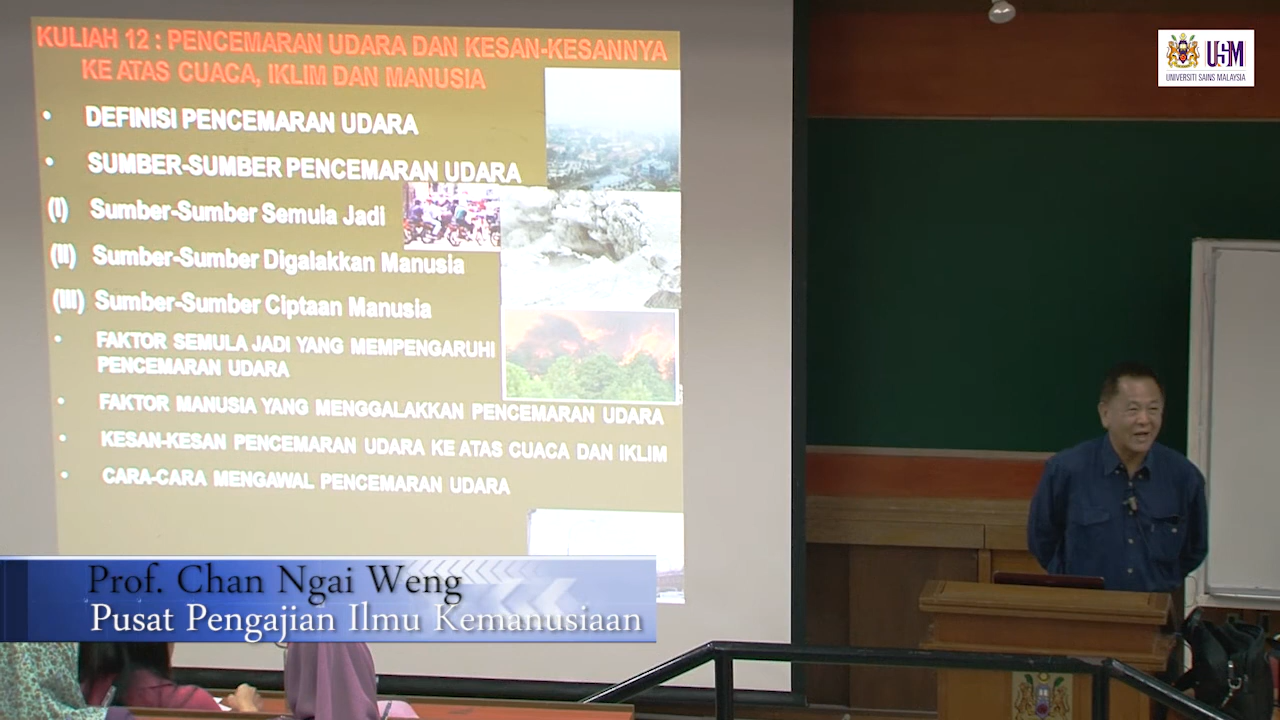 KULIAH 12 : PENCEMARAN UDARA DAN KESAN-KESANNYA
KE ATAS CUACA, IKLIM DAN MANUSIA
• DEFINISI PENCEMARAN UDARA
• SUMBER-SUMBER PENCEMARAN UDARA
(I) Sumber-Sumber Semula Jadi
(II) Sumber-Sumber Digalakkan Manusia
(III) Sumber-Sumber Ciptaan Manusia
• FAKTOR SEMULA JADI YANG MEMPENGARUHI
PENCEMARAN UDARA
• FAKTOR MANUSIA YANG MENGGALAKKAN PENCEMARAN UDARA
• KESAN-KESAN PENCEMARAN UDARA KE ATAS CUACA DAN IKLIM
• CARA-CARA MENGAWAL PENCEMARAN UDARA
USM
UNIVERSITI SAINS MALAYSIA
Prof. Chan Ngai Weng
Pusat Pengajian Ilmu Kemanusiaan